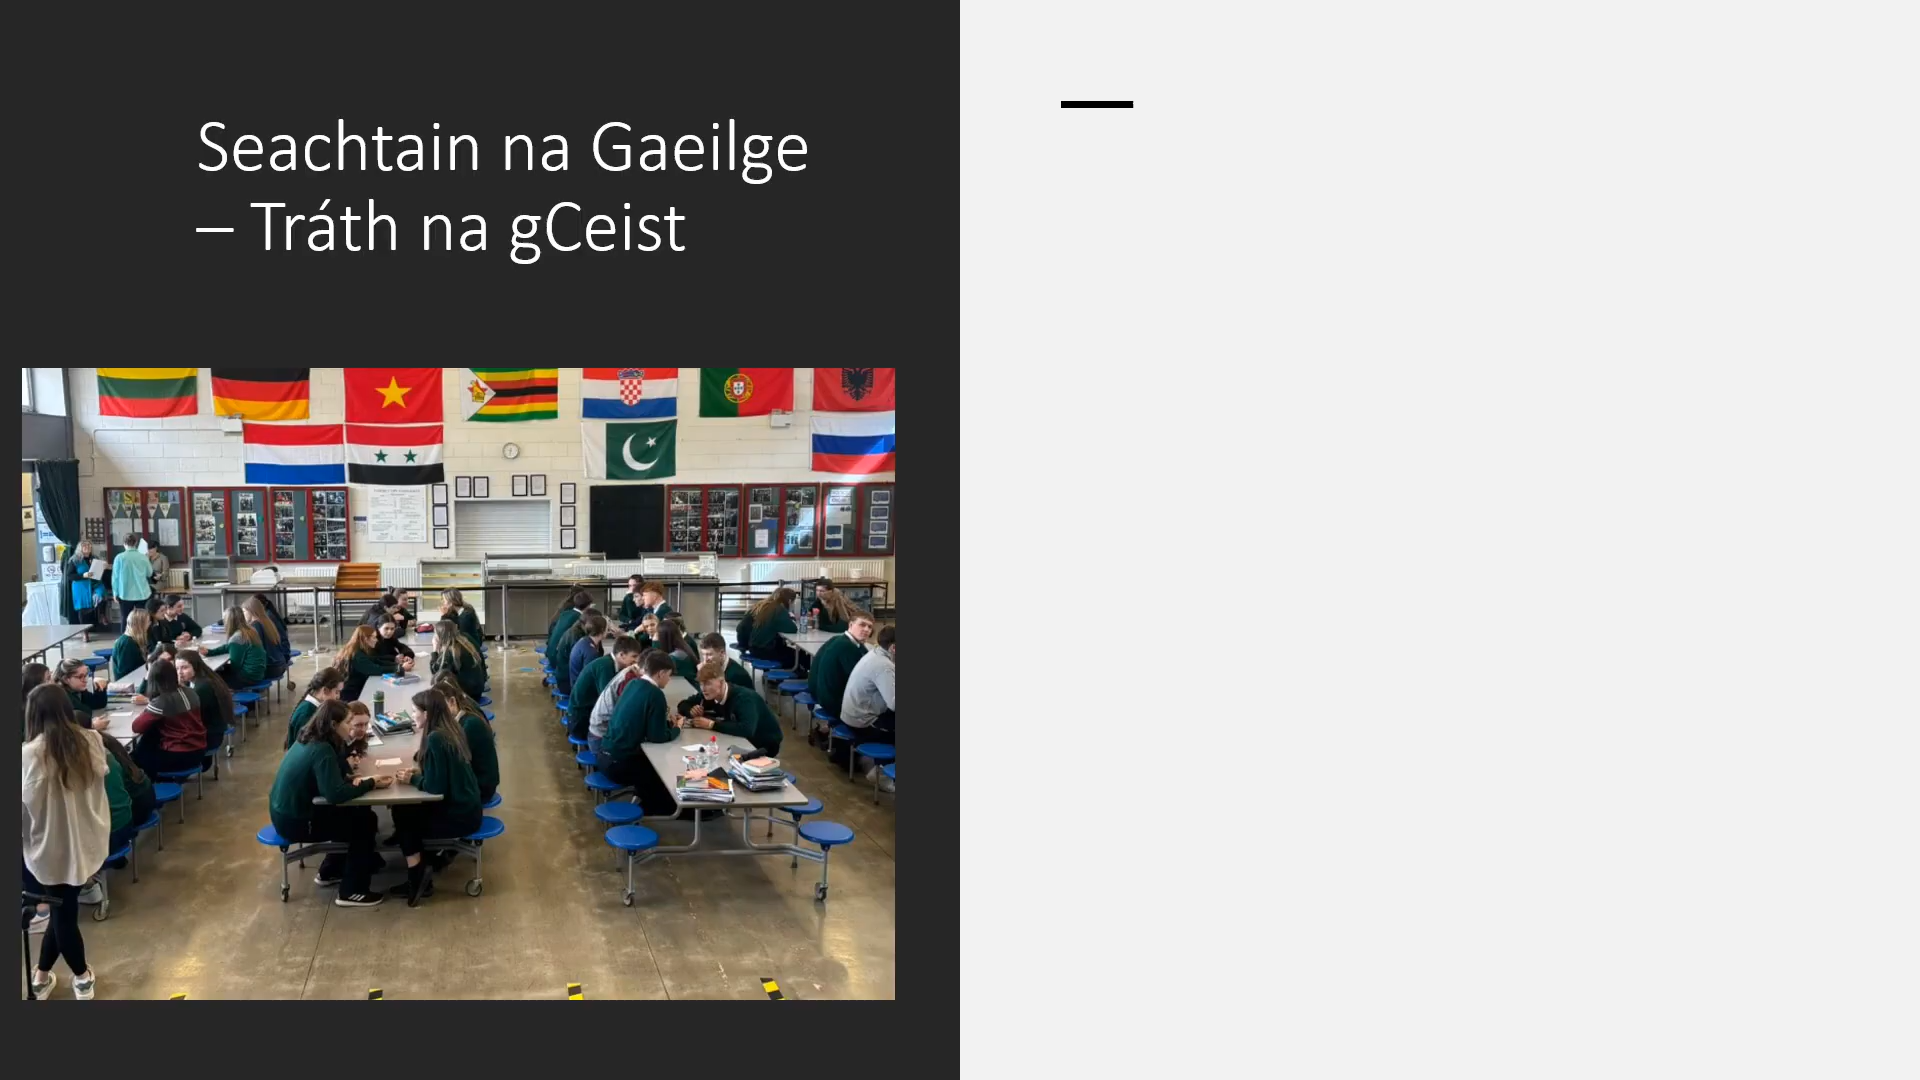 Seachtain na Gaeilge
– Tráth na gCeist